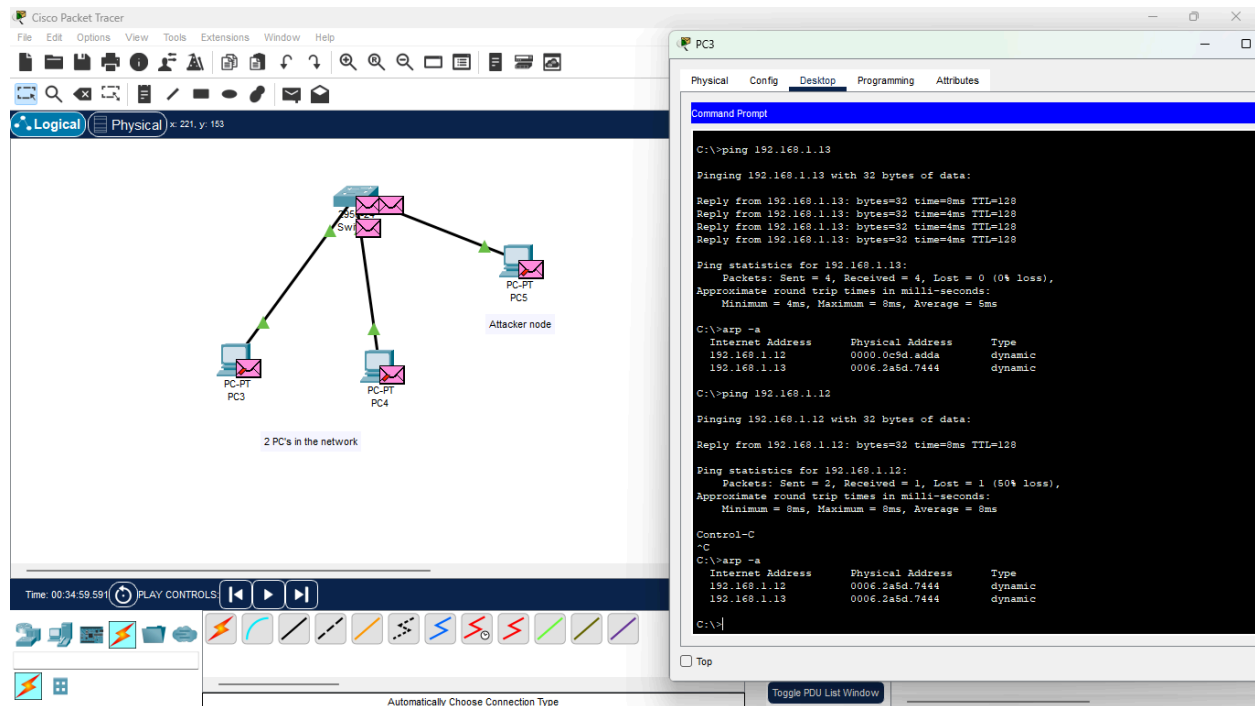 Cisco Packet Tracer
File Edit Options View Tools Extensions Window Help
Logical Physical x: 221, y: 153
PC-PT
PC5
Attacker node
PC-PT
PC3
PC-PT
PC4
2 PC's in the network
Time: 00:34:59.591 PLAY CONTROLS:
Automatically Choose Connection Type
Toggle PDU List Window
PC3
Physical Config Desktop Programming Attributes
Command Prompt
C:\>ping 192.168.1.13
Pinging 192.168.1.13 with 32 bytes of data:
Reply from 192.168.1.13: bytes=32 time=8ms TTL=128
Reply from 192.168.1.13: bytes=32 time=4ms TTL=128
Reply from 192.168.1.13: bytes=32 time=4ms TTL=128
Reply from 192.168.1.13: bytes=32 time=4ms TTL=128
Ping statistics for 192.168.1.13:
Packets: Sent = 4, Received = 4, Lost = 0 (0% loss),
Approximate round trip times in milli-seconds:
Minimum = 4ms, Maximum = 8ms, Average = 5ms
C:\>arp -a
Internet Address Physical Address Type
192.168.1.12 0000.0c9d.adda dynamic
192.168.1.13 0006.2a5d.7444 dynamic
C:\>ping 192.168.1.12
Pinging 192.168.1.12 with 32 bytes of data:
Reply from 192.168.1.12: bytes=32 time=8ms TTL=128
Ping statistics for 192.168.1.12:
Packets: Sent = 2, Received = 1, Lost = 1 (50% loss),
Approximate round trip times in milli-seconds:
Minimum = 8ms, Maximum = 8ms, Average = 8ms
Control-C
^C
C:\>arp -a
Internet Address Physical Address Type
192.168.1.12 0006.2a5d.7444 dynamic
192.168.1.13 0006.2a5d.7444 dynamic
C:\>
Top